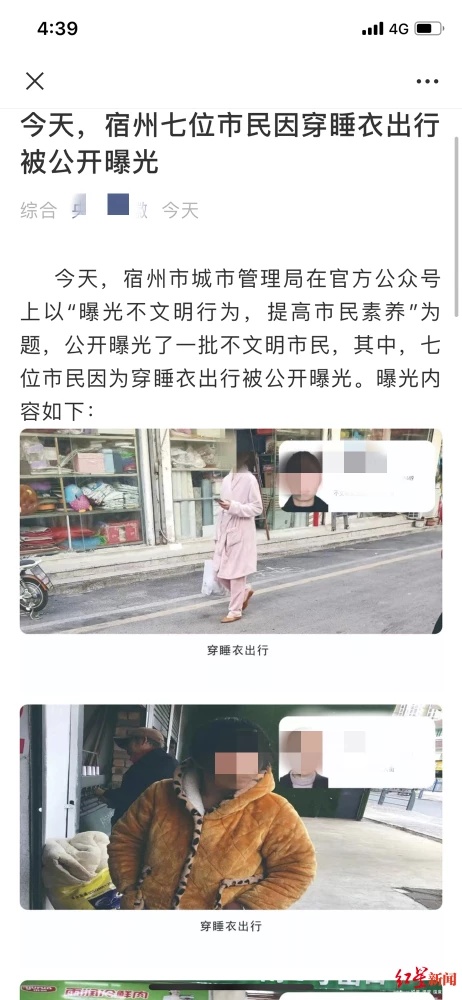 4:39
4G
今天，宿州七位市民因穿睡衣出行
被公开曝光
综合
今天
今天，宿州市城市管理局在官方公众号
上以“曝光不文明行为，提高市民素养”为
题，公开曝光了一批不文明市民，其中，七
位市民因为穿睡衣出行被公开曝光。曝光内
容如下：
穿睡衣出行
穿睡衣出行
红星新闻